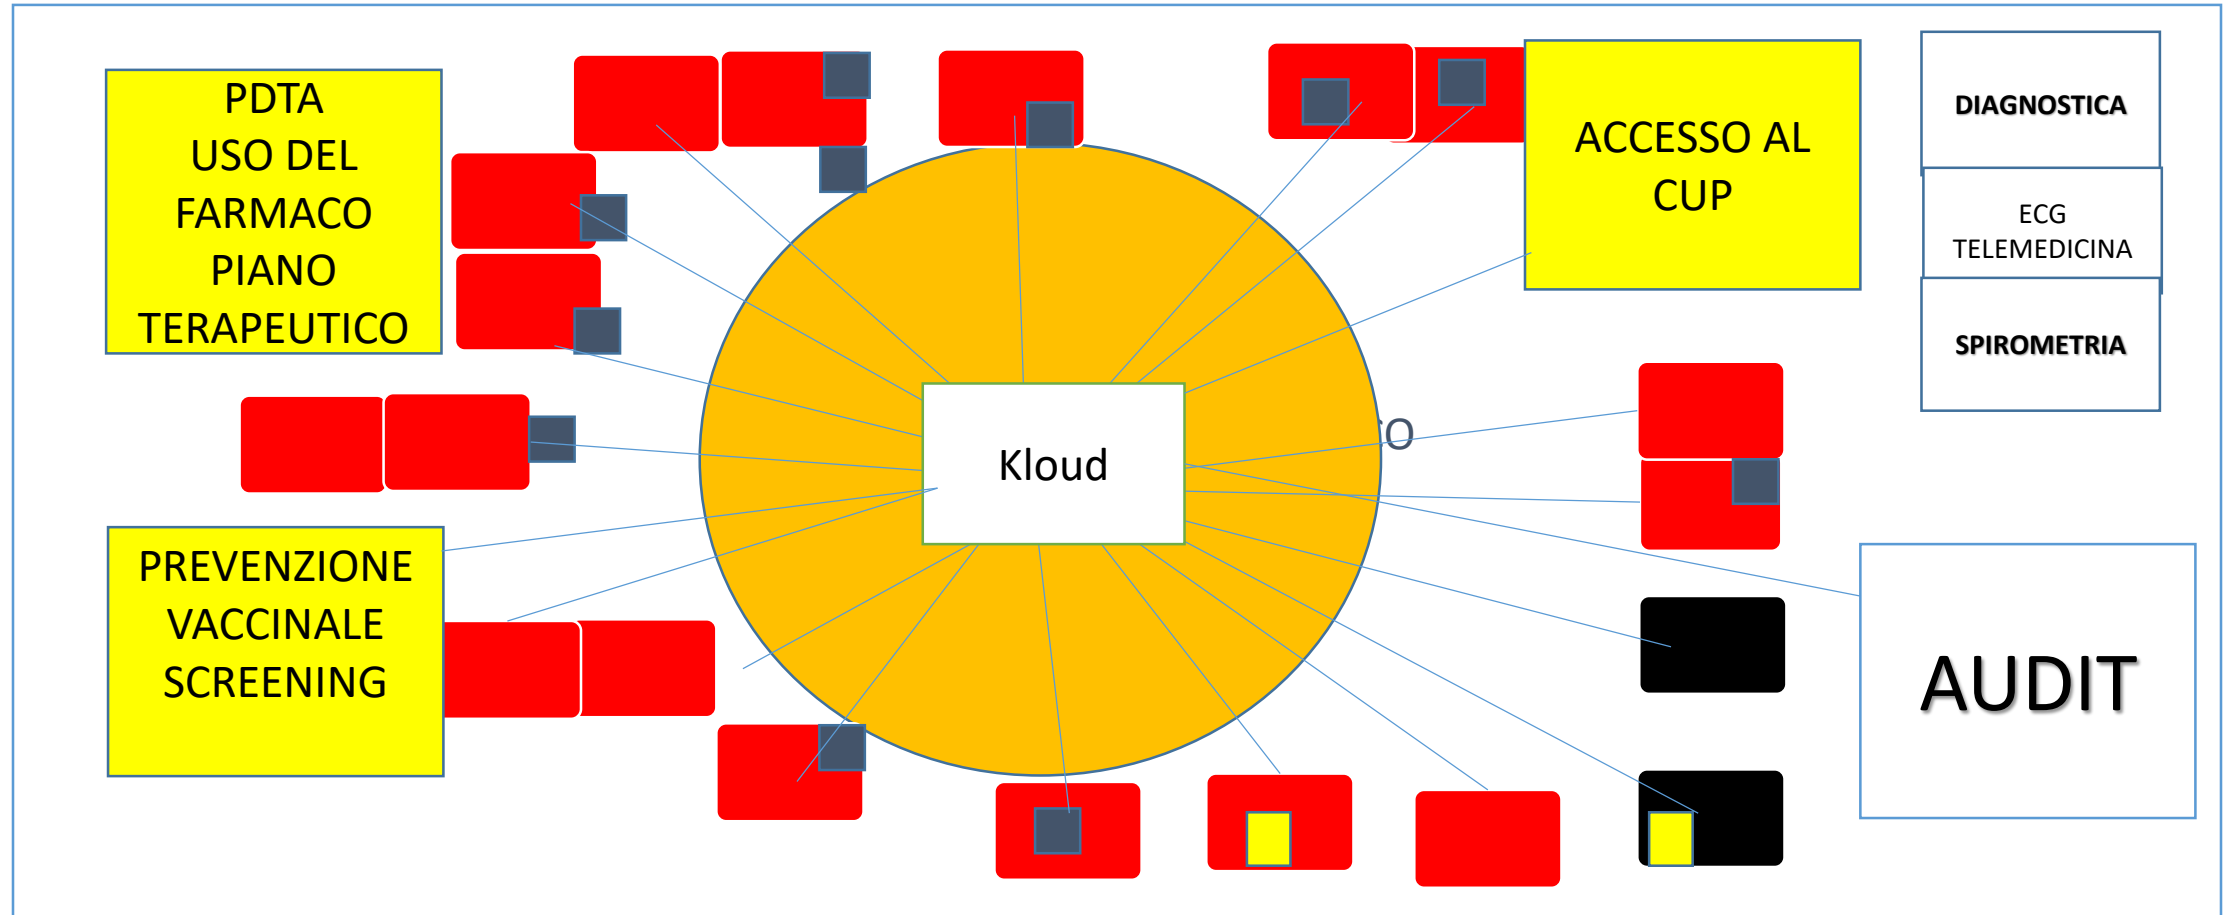 PDTA
USO DEL
FARMACO
PIANO
TERAPEUTICO
ACCESSO AL
CUP
DIAGNOSTICA
ECG
TELEMEDICINA
SPIROMETRIA
Kloud
PREVENZIONE
VACCINALE
SCREENING
AUDIT